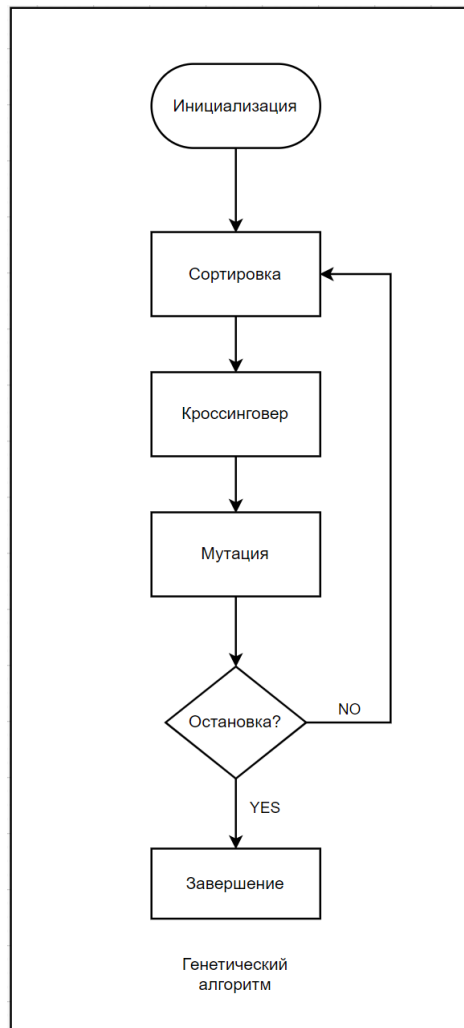 Инициализация
Сортировка
Кроссинговер
Мутация
Остановка?
NO
YES
Завершение
Генетический
алгоритм